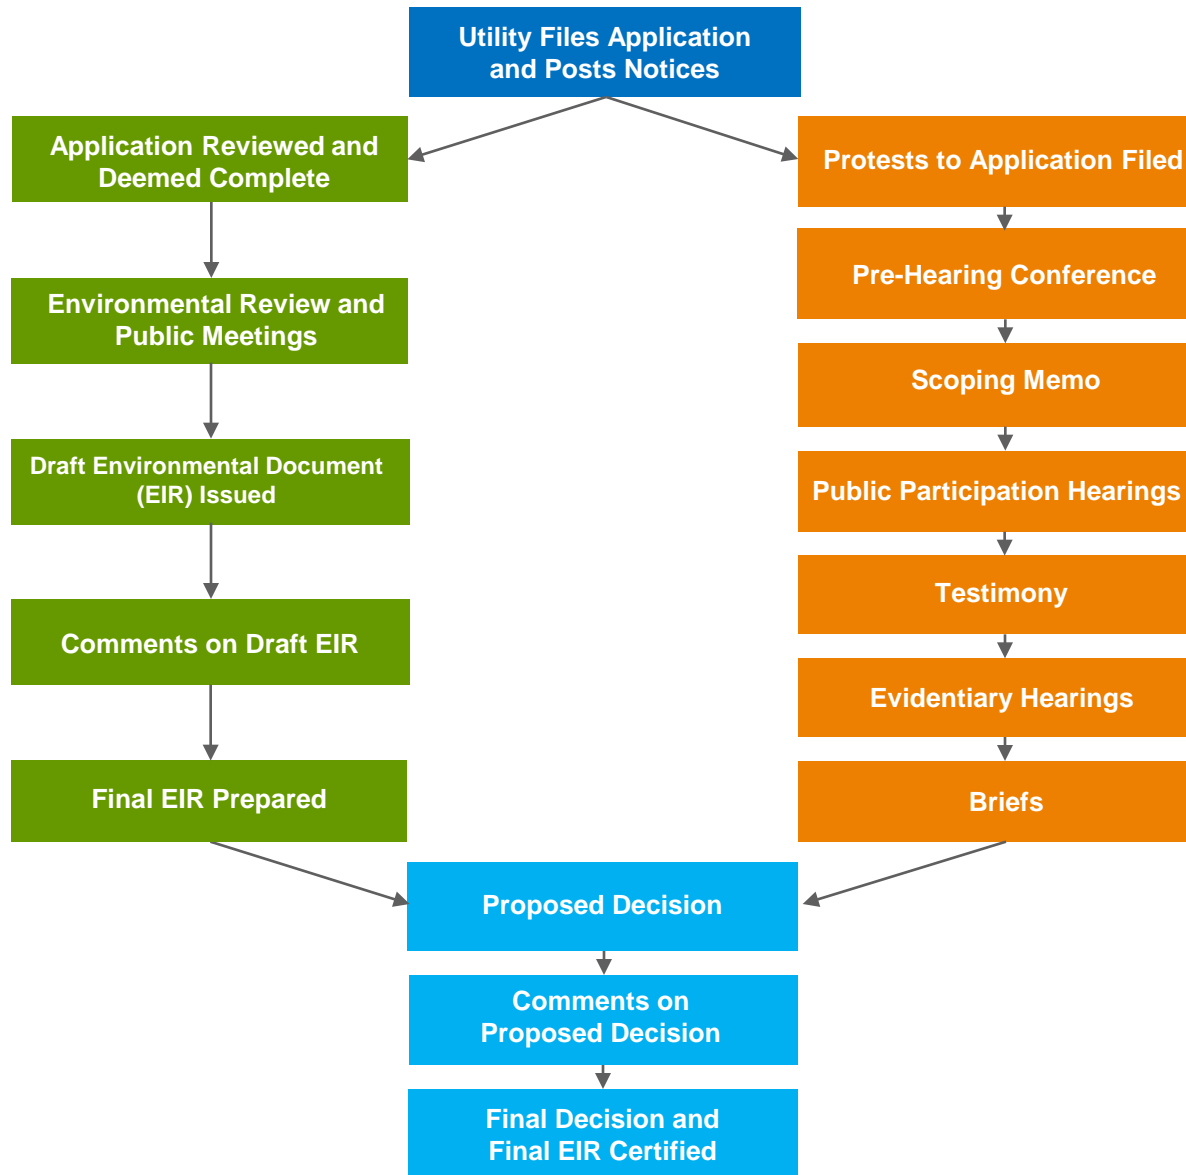 Utility Files Application
and Posts Notices
Application Reviewed and
Deemed Complete
Environmental Review and
Public Meetings
Draft Environmental Document
(EIR) Issued
Comments on Draft EIR
Final EIR Prepared
Protests to Application Filed
Pre-Hearing Conference
Scoping Memo
Public Participation Hearings
Testimony
Evidentiary Hearings
Briefs
Proposed Decision
Comments on
Proposed Decision
Final Decision and
Final EIR Certified